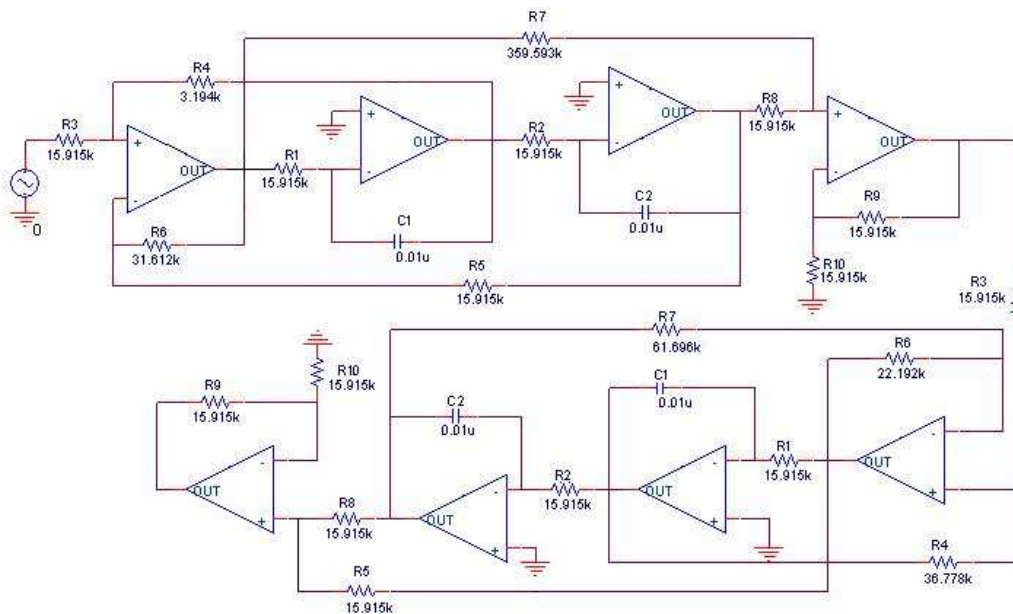 R7
359.593k
R4
3.194k
R3
15.915k
+
-
OUT
0
R1
15.915k
+
-
OUT
R2
15.915k
+
-
OUT
R8
15.915k
+
-
OUT
C1
0.01u
C2
0.01u
R6
31.612k
R5
15.915k
R9
15.915k
R10
15.915k
R3
15.915k
R7
61.696k
R6
22.192k
R10
15.915k
R9
15.915k
C2
0.01u
C1
0.01u
-
+
OUT
R8
15.915k
-
+
OUT
R2
15.915k
-
+
OUT
R1
15.915k
-
+
OUT
R4
36.778k
R5
15.915k